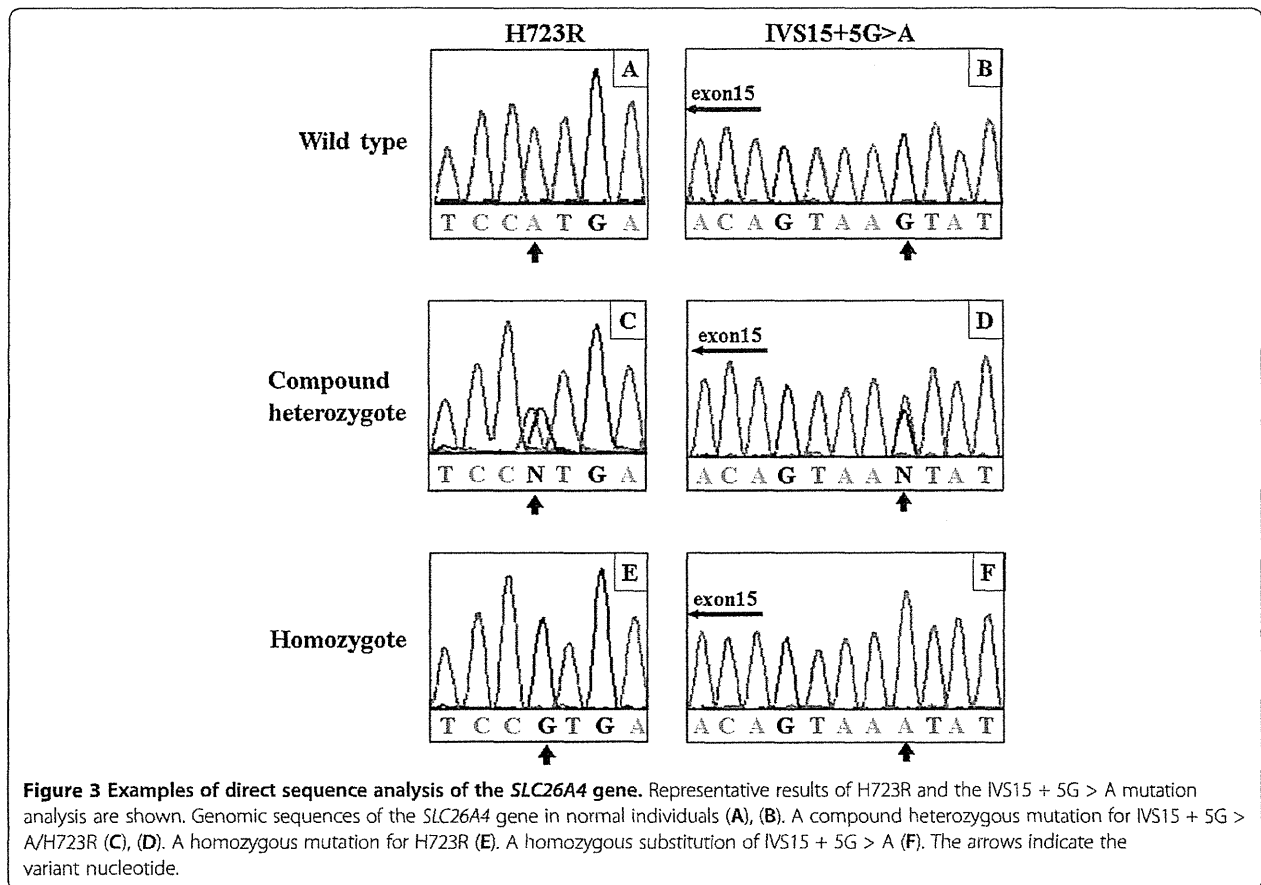 H723R IVS15+5G>A
A B
exon15
Wild type
T C C A T G A A C A G T A A G T A T
C D
exon15
Compound
heterozygote
T C C N T G A A C A G T A A N T A T
E F
exon15
Homozygote
T C C G T G A A C A G T A A A T A T
Figure 3 Examples of direct sequence analysis of the SLC26A4 gene. Representative results of H723R and the IVS15 + 5G > A mutation
analysis are shown. Genomic sequences of the SLC26A4 gene in normal individuals (A), (B). A compound heterozygous mutation for IVS15 + 5G >
A/H723R (C), (D). A homozygous mutation for H723R (E). A homozygous substitution of IVS15 + 5G > A (F). The arrows indicate the
variant nucleotide.